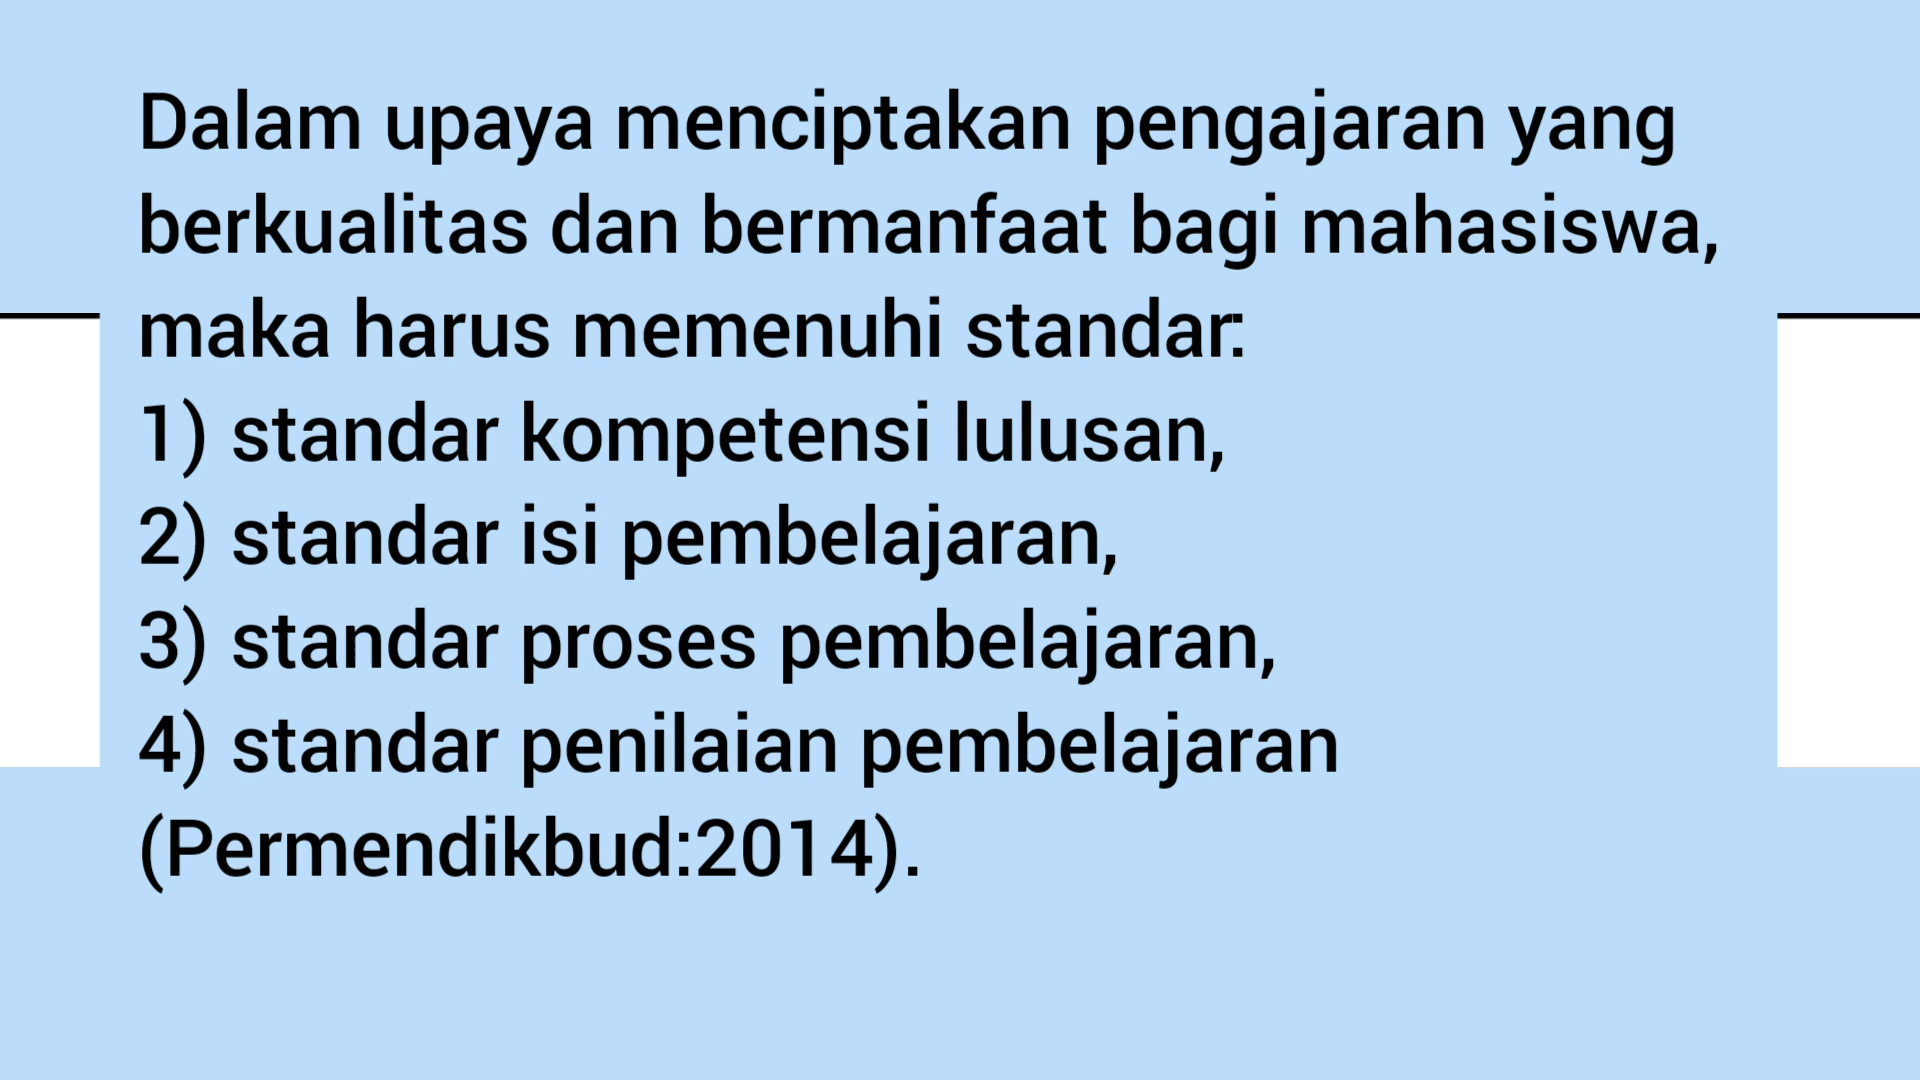 Dalam upaya menciptakan pengajaran yang
berkualitas dan bermanfaat bagi mahasiswa,
maka harus memenuhi standar:
1) standar kompetensi lulusan,
2) standar isi pembelajaran,
3) standar proses pembelajaran,
4) standar penilaian pembelajaran
(Permendikbud:2014).